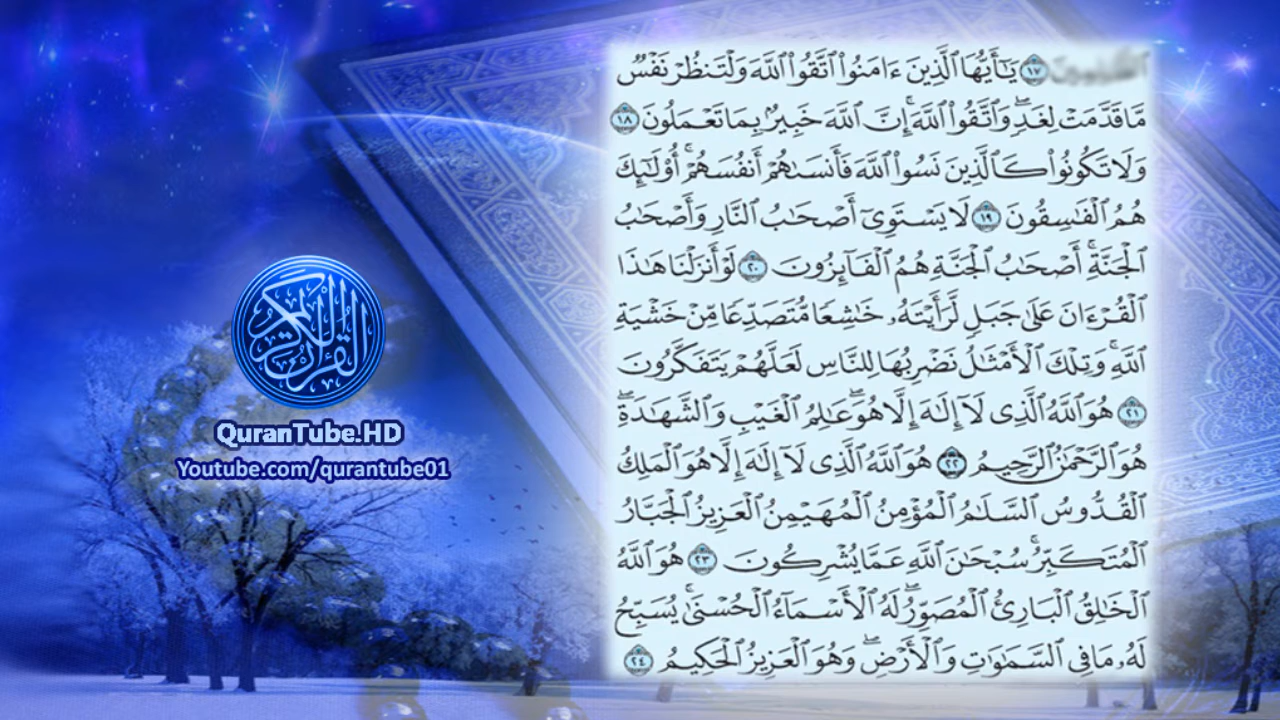 ١٧ يَـٰٓأَيُّهَا ٱلَّذِينَ ءَامَنُوا۟ ٱتَّقُوا۟ ٱللَّهَ وَلْتَنظُرْ نَفْسٌ
مَّا قَدَّمَتْ لِغَدٍ ۖ وَٱتَّقُوا۟ ٱللَّهَ ۚ إِنَّ ٱللَّهَ خَبِيرٌۢ بِمَا تَعْمَلُونَ ١٨
وَلَا تَكُونُوا۟ كَٱلَّذِينَ نَسُوا۟ ٱللَّهَ فَأَنسَىٰهُمْ أَنفُسَهُمْ ۚ أُو۟لَـٰٓئِكَ
هُمُ ٱلْفَـٰسِقُونَ ١٩ لَا يَسْتَوِىٓ أَصْحَـٰبُ ٱلنَّارِ وَأَصْحَـٰبُ
ٱلْجَنَّةِ ۚ أَصْحَـٰبُ ٱلْجَنَّةِ هُمُ ٱلْفَآئِزُونَ ٢٠ لَوْ أَنزَلْنَا هَـٰذَا
ٱلْقُرْءَانَ عَلَىٰ جَبَلٍ لَّرَأَيْتَهُۥ خَـٰشِعًا مُّتَصَدِّعًا مِّنْ خَشْيَةِ
ٱللَّهِ ۚ وَتِلْكَ ٱلْأَمْثَـٰلُ نَضْرِبُهَا لِلنَّاسِ لَعَلَّهُمْ يَتَفَكَّرُونَ
٢١ هُوَ ٱللَّهُ ٱلَّذِى لَآ إِلَـٰهَ إِلَّا هُوَ ۖ عَـٰلِمُ ٱلْغَيْبِ وَٱلشَّهَـٰدَةِ ۖ
هُوَ ٱلرَّحْمَـٰنُ ٱلرَّحِيمُ ٢٢ هُوَ ٱللَّهُ ٱلَّذِى لَآ إِلَـٰهَ إِلَّا هُوَ ٱلْمَلِكُ
ٱلْقُدُّوسُ ٱلسَّلَـٰمُ ٱلْمُؤْمِنُ ٱلْمُهَيْمِنُ ٱلْعَزِيزُ ٱلْجَبَّارُ
ٱلْمُتَكَبِّرُ ۚ سُبْحَـٰنَ ٱللَّهِ عَمَّا يُشْرِكُونَ ٢٣ هُوَ ٱللَّهُ
ٱلْخَـٰلِقُ ٱلْبَارِئُ ٱلْمُصَوِّرُ ۖ لَهُ ٱلْأَسْمَآءُ ٱلْحُسْنَىٰ ۚ يُسَبِّحُ
لَهُۥ مَا فِى ٱلسَّمَـٰوَٰتِ وَٱلْأَرْضِ ۖ وَهُوَ ٱلْعَزِيزُ ٱلْحَكِيمُ ٢٤
القرآن الكريم
QuranTube.HD
Youtube.com/qurantube01